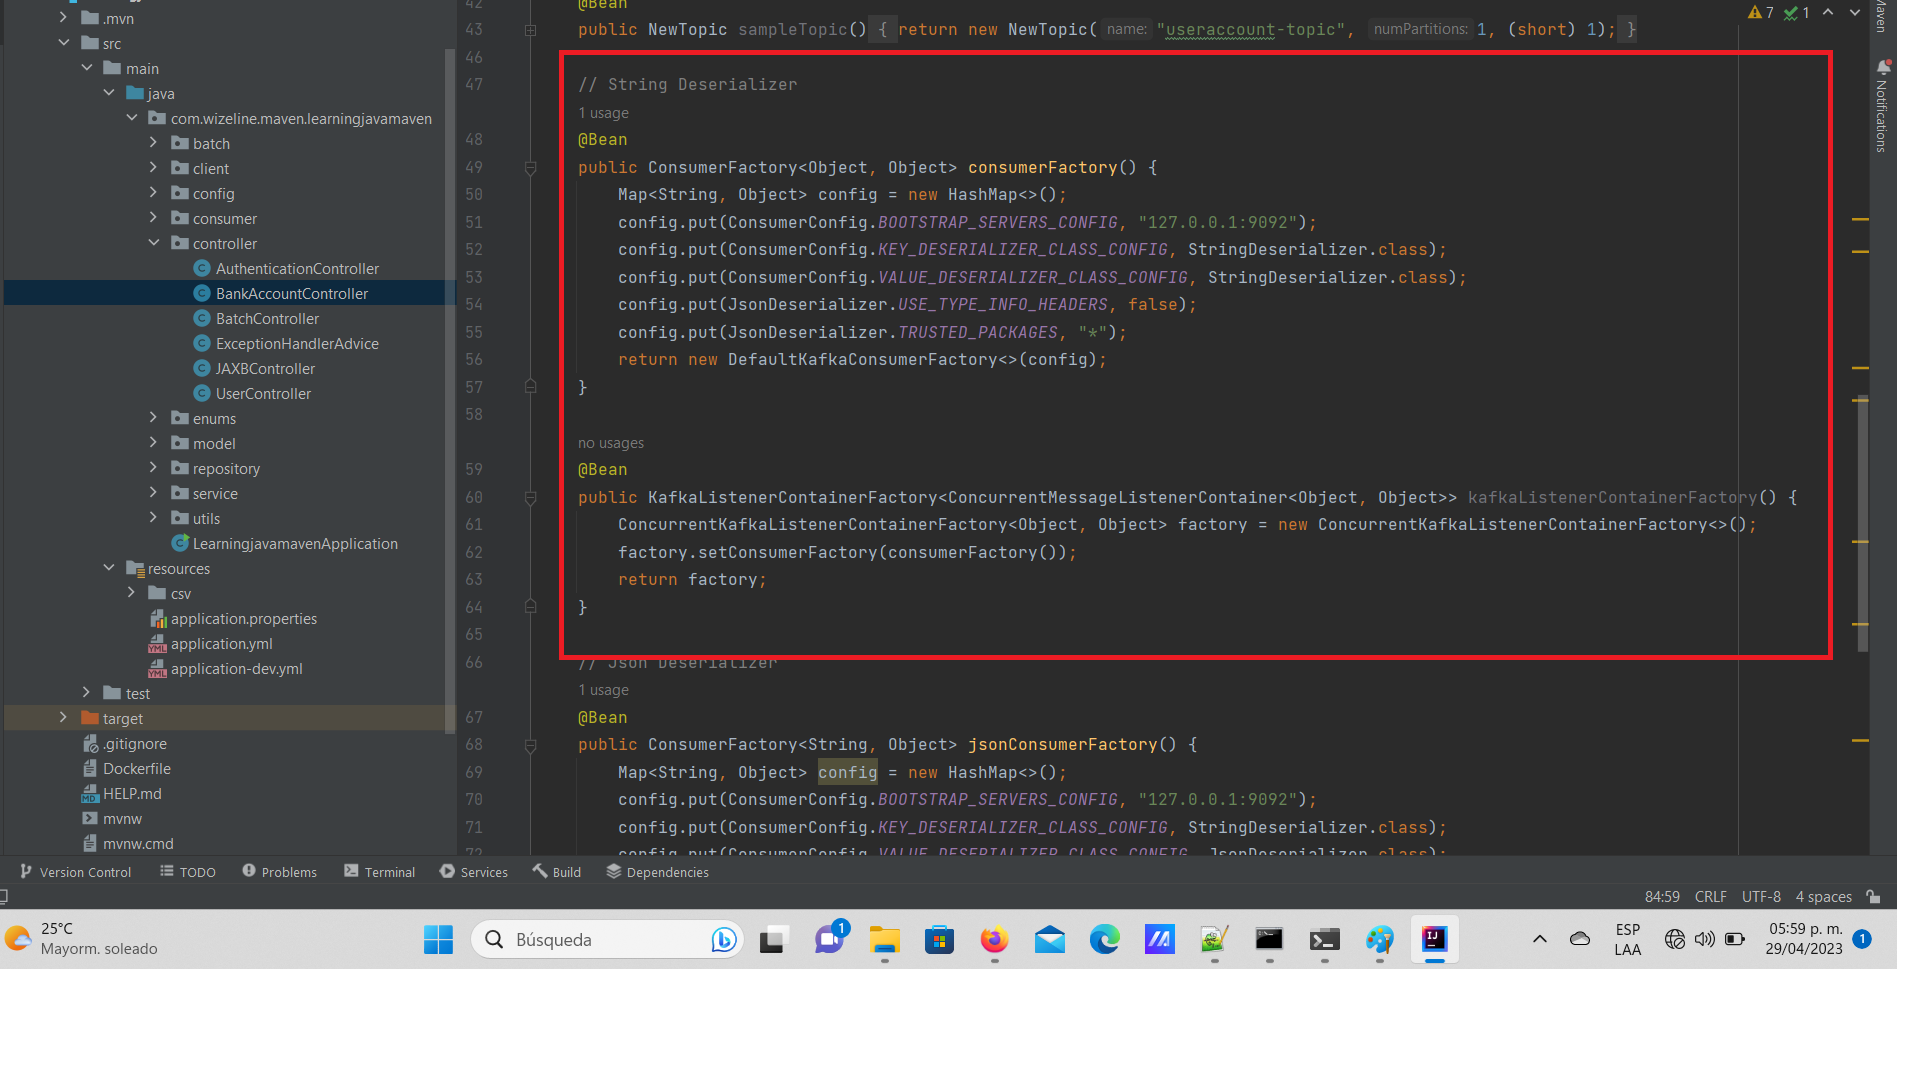 .mvn
src
main
java
com.wizeline.maven.learningjavamaven
batch
client
config
consumer
controller
AuthenticationController
BankAccountController
BatchController
ExceptionHandlerAdvice
JAXBController
UserController
enums
model
repository
service
utils
LearningjavamavenApplication
resources
csv
application.properties
application.yml
application-dev.yml
test
target
.gitignore
Dockerfile
HELP.md
mvnw
mvnw.cmd
42 @Bean
43 public NewTopic sampleTopic() { return new NewTopic( name: "useraccount-topic", numPartitions: 1, (short) 1); }
46
47 // String Deserializer
1 usage
48 @Bean
49 public ConsumerFactory<Object, Object> consumerFactory() {
50 Map<String, Object> config = new HashMap<>();
51 config.put(ConsumerConfig.BOOTSTRAP_SERVERS_CONFIG, "127.0.0.1:9092");
52 config.put(ConsumerConfig.KEY_DESERIALIZER_CLASS_CONFIG, StringDeserializer.class);
53 config.put(ConsumerConfig.VALUE_DESERIALIZER_CLASS_CONFIG, StringDeserializer.class);
54 config.put(JsonDeserializer.USE_TYPE_INFO_HEADERS, false);
55 config.put(JsonDeserializer.TRUSTED_PACKAGES, "*");
56 return new DefaultKafkaConsumerFactory<>(config);
57 }
58
no usages
59 @Bean
60 public KafkaListenerContainerFactory<ConcurrentMessageListenerContainer<Object, Object>> kafkaListenerContainerFactory() {
61 ConcurrentKafkaListenerContainerFactory<Object, Object> factory = new ConcurrentKafkaListenerContainerFactory<>();
62 factory.setConsumerFactory(consumerFactory());
63 return factory;
64 }
65
66 // Json Deserializer
1 usage
67 @Bean
68 public ConsumerFactory<String, Object> jsonConsumerFactory() {
69 Map<String, Object> config = new HashMap<>();
70 config.put(ConsumerConfig.BOOTSTRAP_SERVERS_CONFIG, "127.0.0.1:9092");
71 config.put(ConsumerConfig.KEY_DESERIALIZER_CLASS_CONFIG, StringDeserializer.class);
72 config.put(ConsumerConfig.VALUE_DESERIALIZER_CLASS_CONFIG, JsonDeserializer.class);
7 1
Maven
Notifications
Version Control TODO Problems Terminal Services Build Dependencies
84:59 CRLF UTF-8 4 spaces
25°C
Mayorm. soleado
Búsqueda
1
ESP
LAA
05:59 p. m.
29/04/2023
1